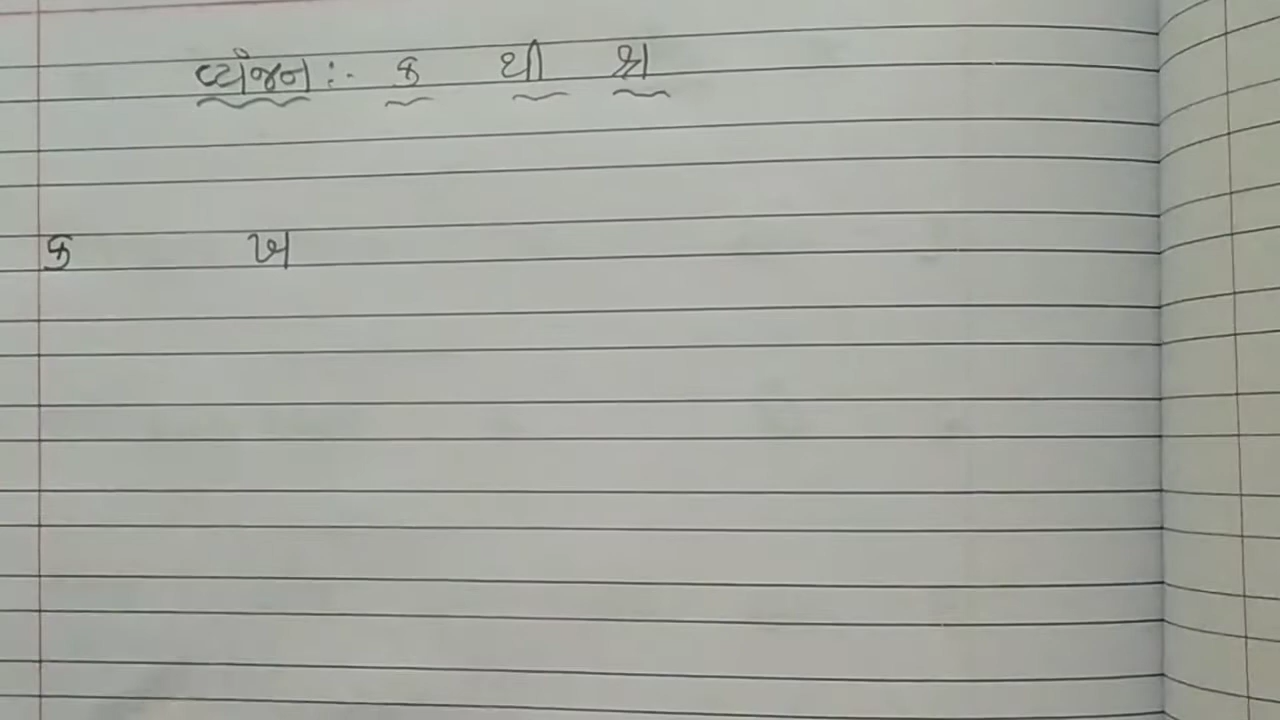 વ્યંજન :- ક થી શ્ર
ક ખ